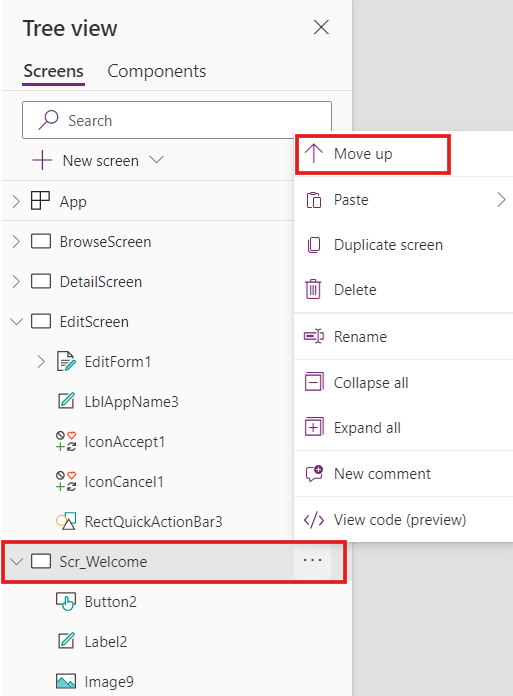 Tree view
Screens Components
Search
New screen
App
BrowseScreen
DetailScreen
EditScreen
EditForm1
LblAppName3
IconAccept1
IconCancel1
RectQuickActionBar3
Scr_Welcome
Button2
Label2
Image9
Move up
Paste
Duplicate screen
Delete
Rename
Collapse all
Expand all
New comment
View code (preview)